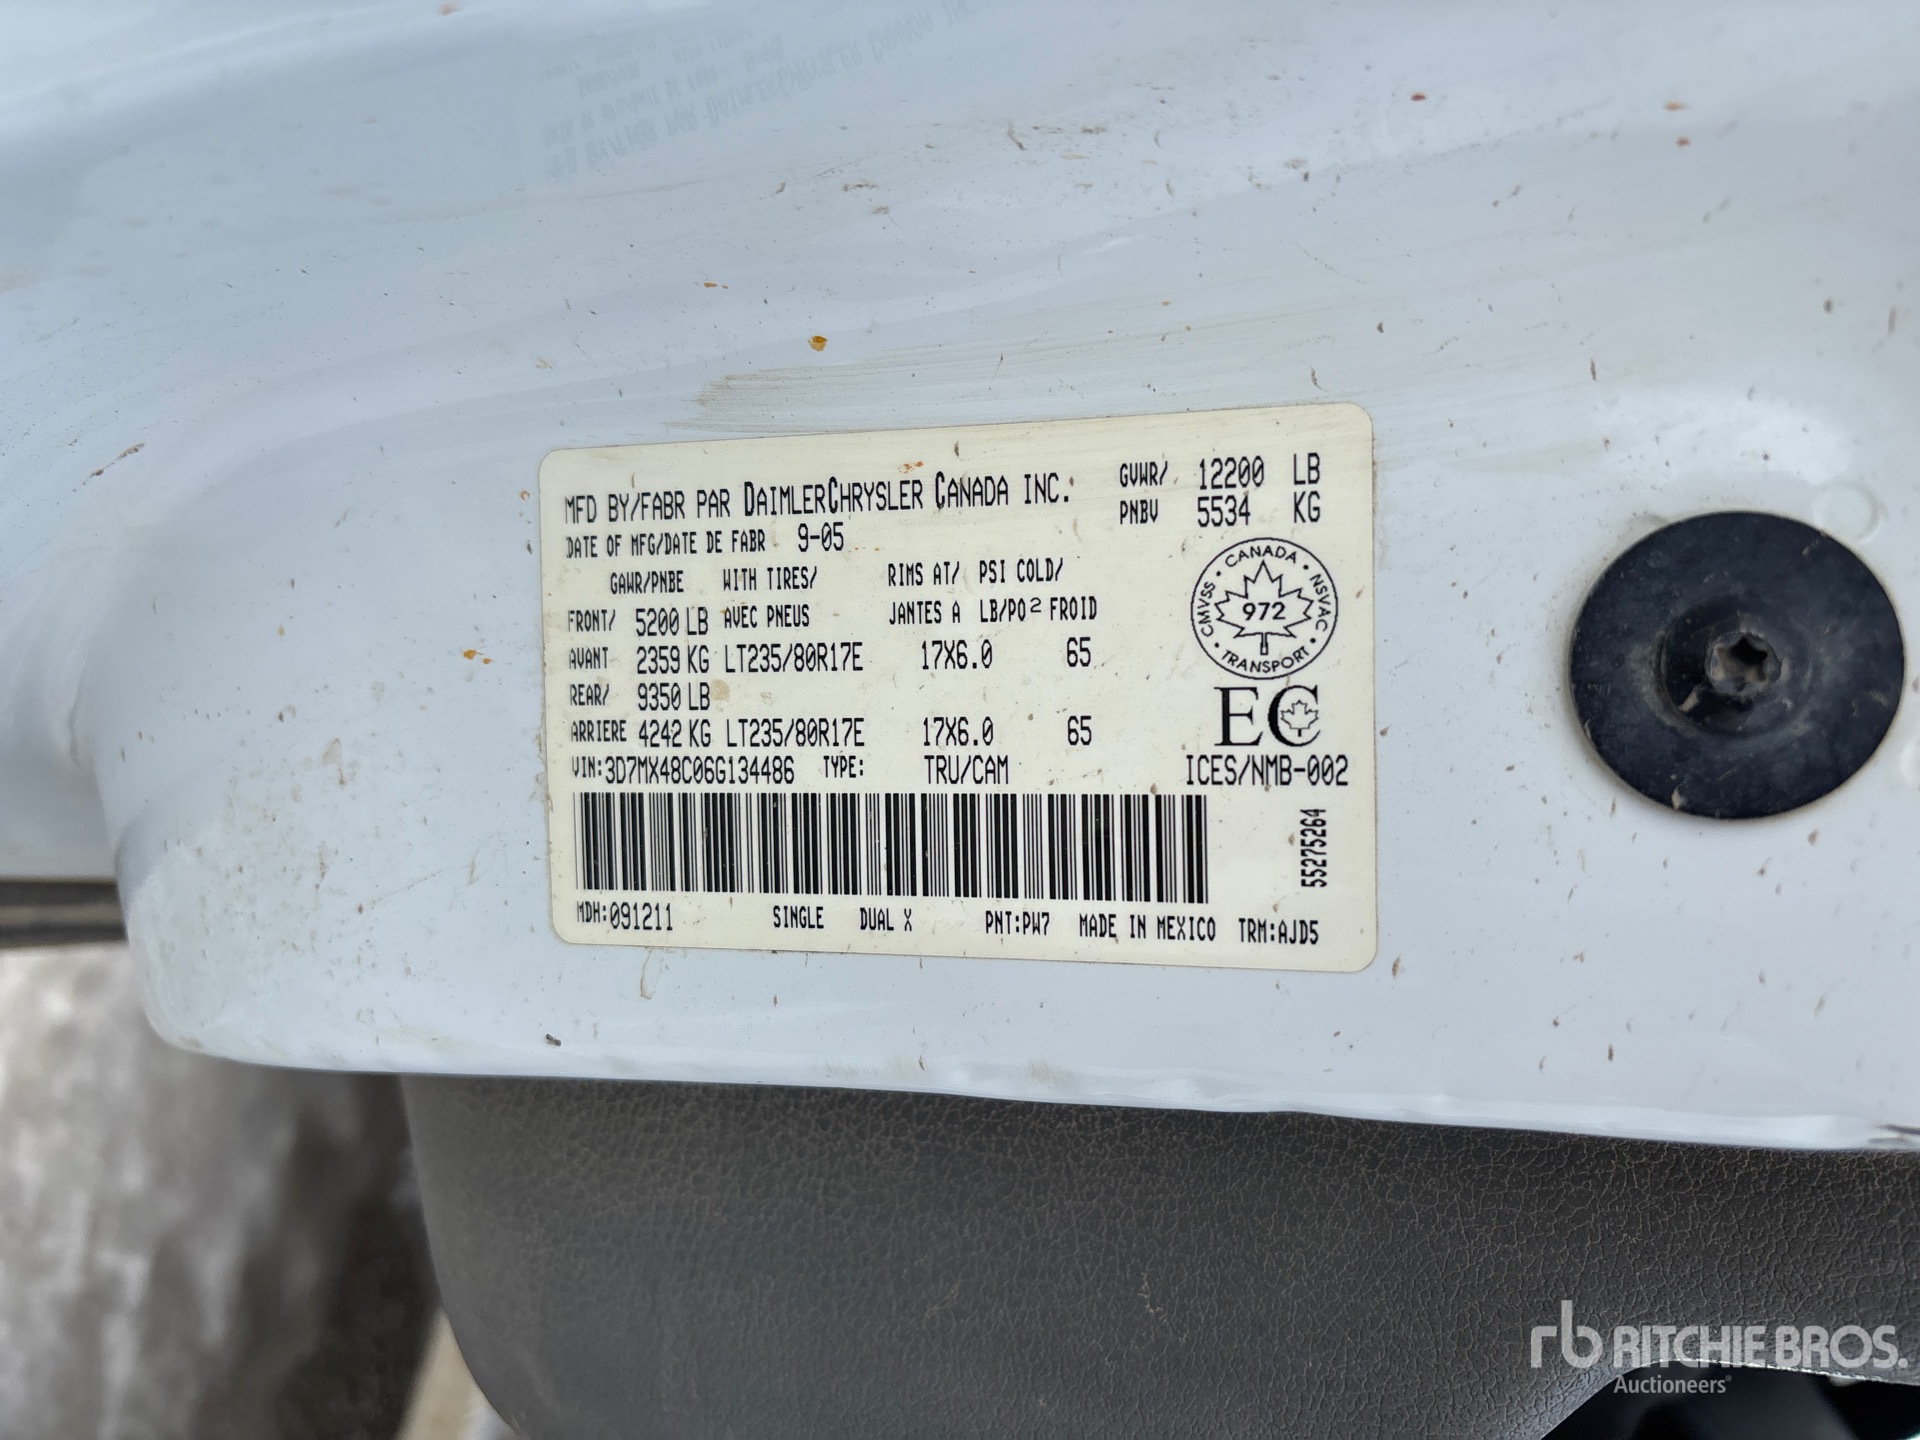 MFD BY/FABR PAR DAIMLERCHRYSLER CANADA INC. GVWR/ 12200 LB
PNBV 5534 KG
DATE OF MFG/DATE DE FABR 9-05
GAWR/PNBE WITH TIRES/ RIMS AT/ PSI COLD/
FRONT/ 5200 LB AVEC PNEUS JANTES A LB/PO2 FROID
AVANT 2359 KG LT235/80R17E 17X6.0 65
REAR/ 9350 LB
ARRIERE 4242 KG LT235/80R17E 17X6.0 65
CANADA · NSVAC · TRANSPORT · CMVSS ·
972
EC
VIN:3D7MX48C06G134486 TYPE: TRU/CAM ICES/NMB-002
55275264
MDH:091211 SINGLE DUAL X PNT:PW7 MADE IN MEXICO TRM:AJD5
rb RITCHIE BROS.
Auctioneers